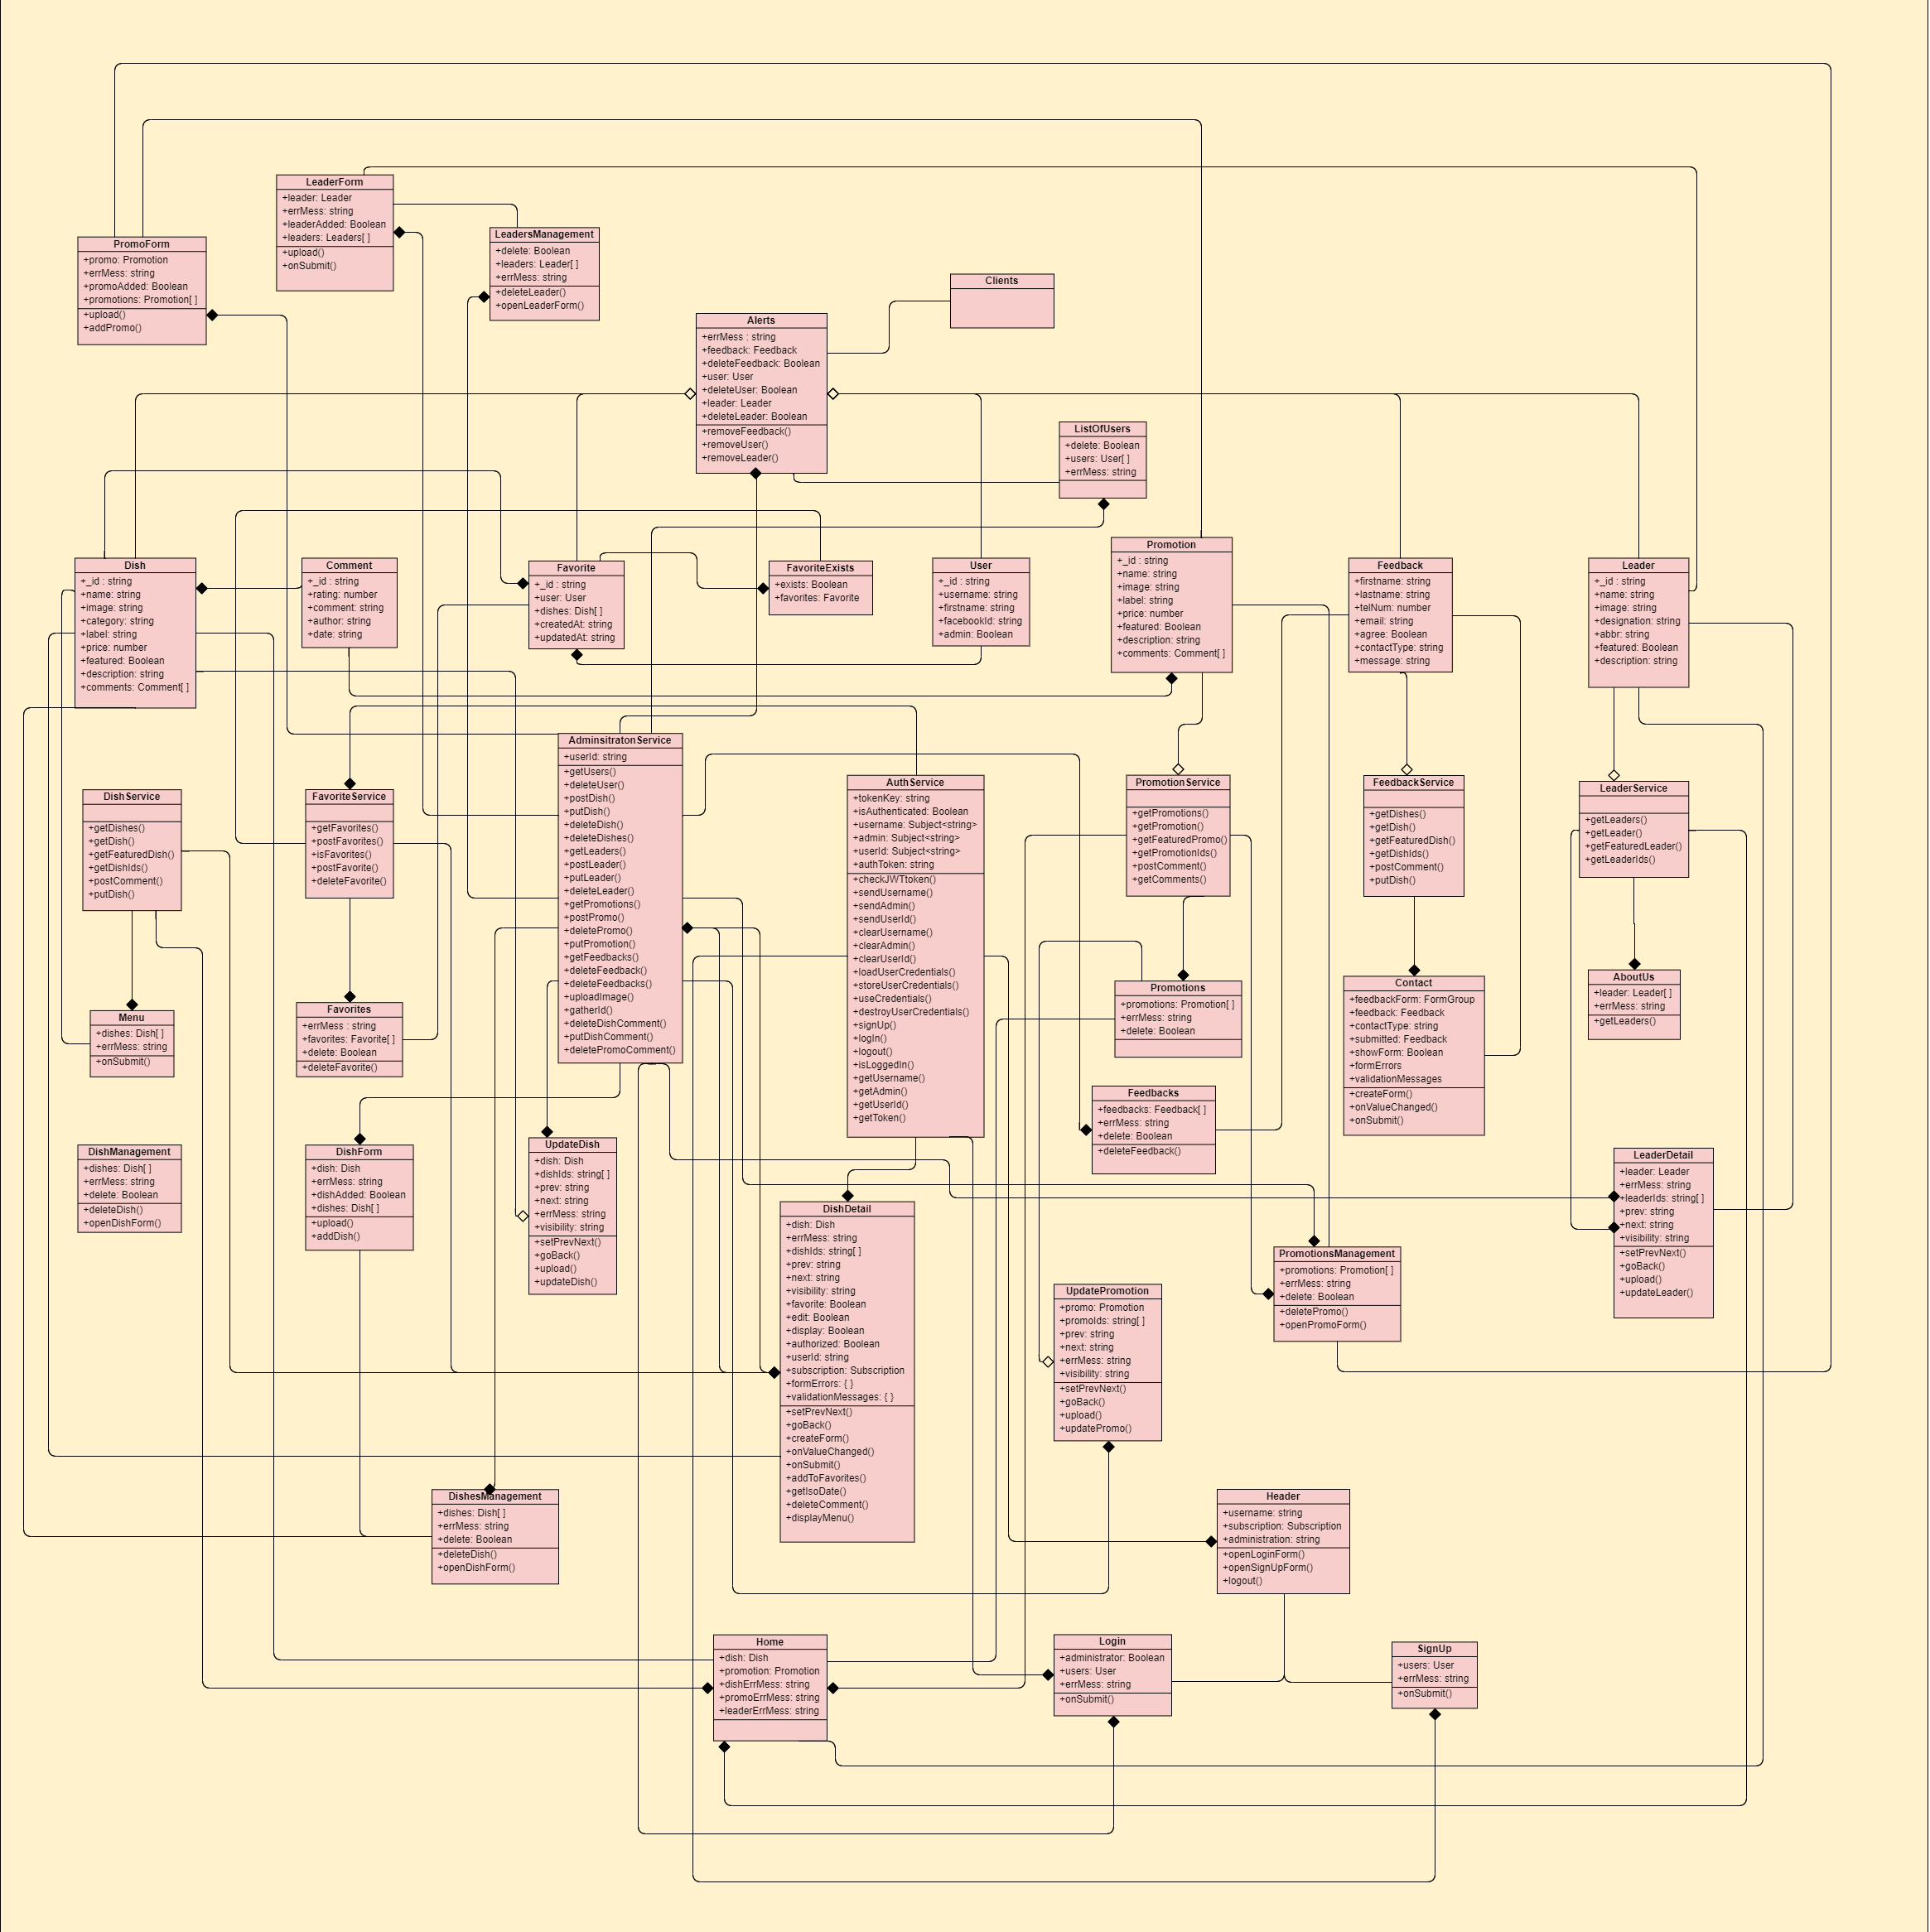 LeaderForm
+leader: Leader
+errMess: string
+leaderAdded: Boolean
+leaders: Leaders[ ]
+upload()
+onSubmit()
LeadersManagement
+delete: Boolean
+leaders: Leader[ ]
+errMess: string
+deleteLeader()
+openLeaderForm()
PromoForm
+promo: Promotion
+errMess: string
+promoAdded: Boolean
+promotions: Promotion[ ]
+upload()
+addPromo()
Clients
Alerts
+errMess : string
+feedback: Feedback
+deleteFeedback: Boolean
+user: User
+deleteUser: Boolean
+leader: Leader
+deleteLeader: Boolean
+removeFeedback()
+removeUser()
+removeLeader()
ListOfUsers
+delete: Boolean
+users: User[ ]
+errMess: string
Dish
+_id : string
+name: string
+image: string
+category: string
+label: string
+price: number
+featured: Boolean
+description: string
+comments: Comment[ ]
Comment
+_id : string
+rating: number
+comment: string
+author: string
+date: string
Favorite
+_id : string
+user: User
+dishes: Dish[ ]
+createdAt: string
+updatedAt: string
FavoriteExists
+exists: Boolean
+favorites: Favorite
User
+_id : string
+username: string
+firstname: string
+facebookId: string
+admin: Boolean
Promotion
+_id : string
+name: string
+image: string
+label: string
+price: number
+featured: Boolean
+description: string
+comments: Comment[ ]
Feedback
+firstname: string
+lastname: string
+telNum: number
+email: string
+agree: Boolean
+contactType: string
+message: string
Leader
+_id : string
+name: string
+image: string
+designation: string
+abbr: string
+featured: Boolean
+description: string
AdminsitratonService
+userId: string
+getUsers()
+deleteUser()
+postDish()
+putDish()
+deleteDish()
+deleteDishes()
+getLeaders()
+postLeader()
+putLeader()
+deleteLeader()
+getPromotions()
+postPromo()
+deletePromo()
+putPromotion()
+getFeedbacks()
+deleteFeedback()
+deleteFeedbacks()
+uploadImage()
+gatherId()
+deleteDishComment()
+putDishComment()
+deletePromoComment()
DishService
+getDishes()
+getDish()
+getFeaturedDish()
+getDishIds()
+postComment()
+putDish()
FavoriteService
+getFavorites()
+postFavorites()
+isFavorites()
+postFavorite()
+deleteFavorite()
AuthService
+tokenKey: string
+isAuthenticated: Boolean
+username: Subject<string>
+admin: Subject<string>
+userId: Subject<string>
+authToken: string
+checkJWTtoken()
+sendUsername()
+sendAdmin()
+sendUserId()
+clearUsername()
+clearAdmin()
+clearUserId()
+loadUserCredentials()
+storeUserCredentials()
+useCredentials()
+destroyUserCredentials()
+signUp()
+logIn()
+logout()
+isLoggedIn()
+getUsername()
+getAdmin()
+getUserId()
+getToken()
PromotionService
+getPromotions()
+getPromotion()
+getFeaturedPromo()
+getPromotionIds()
+postComment()
+getComments()
FeedbackService
+getDishes()
+getDish()
+getFeaturedDish()
+getDishIds()
+postComment()
+putDish()
LeaderService
+getLeaders()
+getLeader()
+getFeaturedLeader()
+getLeaderIds()
Menu
+dishes: Dish[ ]
+errMess: string
+onSubmit()
Favorites
+errMess : string
+favorites: Favorite[ ]
+delete: Boolean
+deleteFavorite()
Promotions
+promotions: Promotion[ ]
+errMess: string
+delete: Boolean
Contact
+feedbackForm: FormGroup
+feedback: Feedback
+contactType: string
+submitted: Feedback
+showForm: Boolean
+formErrors
+validationMessages
+createForm()
+onValueChanged()
+onSubmit()
AboutUs
+leader: Leader[ ]
+errMess: string
+getLeaders()
Feedbacks
+feedbacks: Feedback[ ]
+errMess: string
+delete: Boolean
+deleteFeedback()
DishManagement
+dishes: Dish[ ]
+errMess: string
+delete: Boolean
+deleteDish()
+openDishForm()
DishForm
+dish: Dish
+errMess: string
+dishAdded: Boolean
+dishes: Dish[ ]
+upload()
+addDish()
UpdateDish
+dish: Dish
+dishIds: string[ ]
+prev: string
+next: string
+errMess: string
+visibility: string
+setPrevNext()
+goBack()
+upload()
+updateDish()
DishDetail
+dish: Dish
+errMess: string
+dishIds: string[ ]
+prev: string
+next: string
+visibility: string
+favorite: Boolean
+edit: Boolean
+display: Boolean
+authorized: Boolean
+userId: string
+subscription: Subscription
+formErrors: { }
+validationMessages: { }
+setPrevNext()
+goBack()
+createForm()
+onValueChanged()
+onSubmit()
+addToFavorites()
+getIsoDate()
+deleteComment()
+displayMenu()
LeaderDetail
+leader: Leader
+errMess: string
+leaderIds: string[ ]
+prev: string
+next: string
+visibility: string
+setPrevNext()
+goBack()
+upload()
+updateLeader()
PromotionsManagement
+promotions: Promotion[ ]
+errMess: string
+delete: Boolean
+deletePromo()
+openPromoForm()
UpdatePromotion
+promo: Promotion
+promoIds: string[ ]
+prev: string
+next: string
+errMess: string
+visibility: string
+setPrevNext()
+goBack()
+upload()
+updatePromo()
DishesManagement
+dishes: Dish[ ]
+errMess: string
+delete: Boolean
+deleteDish()
+openDishForm()
Header
+username: string
+subscription: Subscription
+administration: string
+openLoginForm()
+openSignUpForm()
+logout()
Home
+dish: Dish
+promotion: Promotion
+dishErrMess: string
+promoErrMess: string
+leaderErrMess: string
Login
+administrator: Boolean
+users: User
+errMess: string
+onSubmit()
SignUp
+users: User
+errMess: string
+onSubmit()